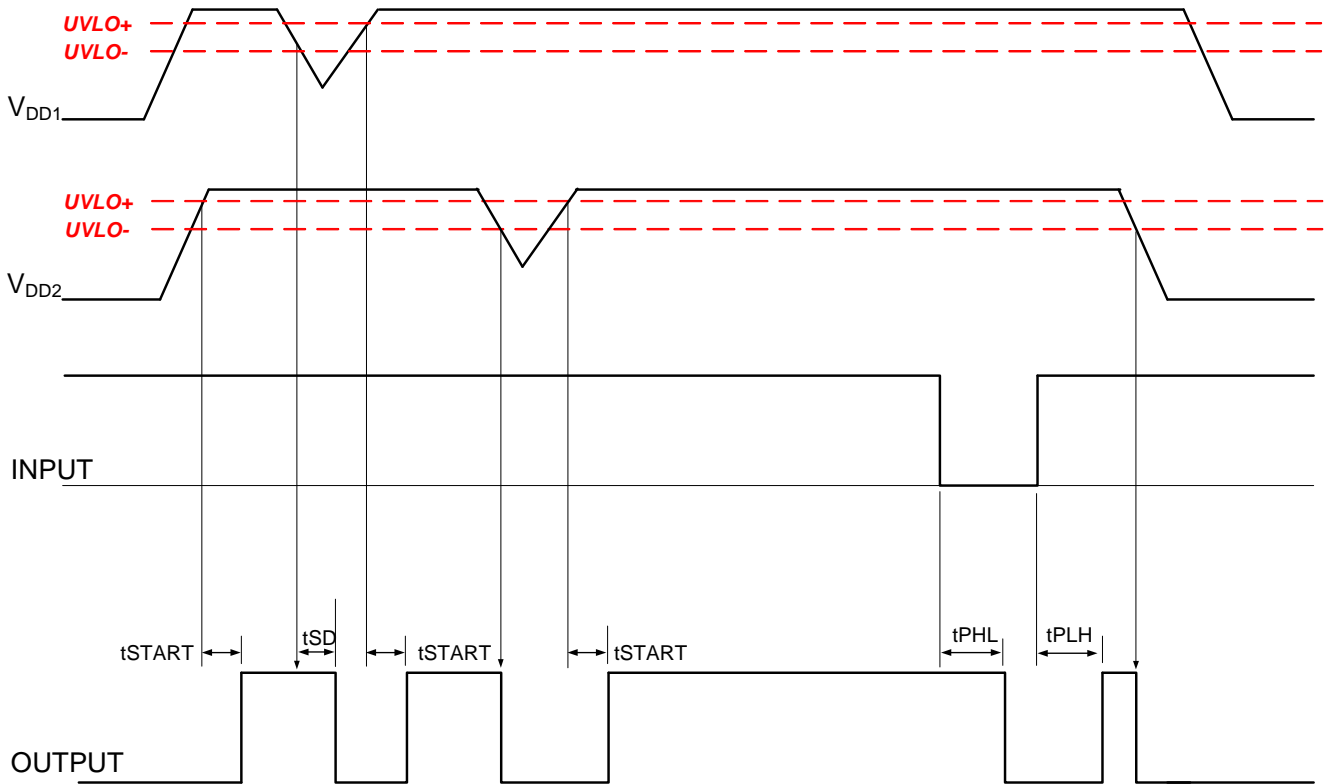 UVLO+
UVLO-
VDD1
UVLO+
UVLO-
VDD2
INPUT
tSTART
tSD
tSTART
tSTART
tPHL
tPLH
OUTPUT